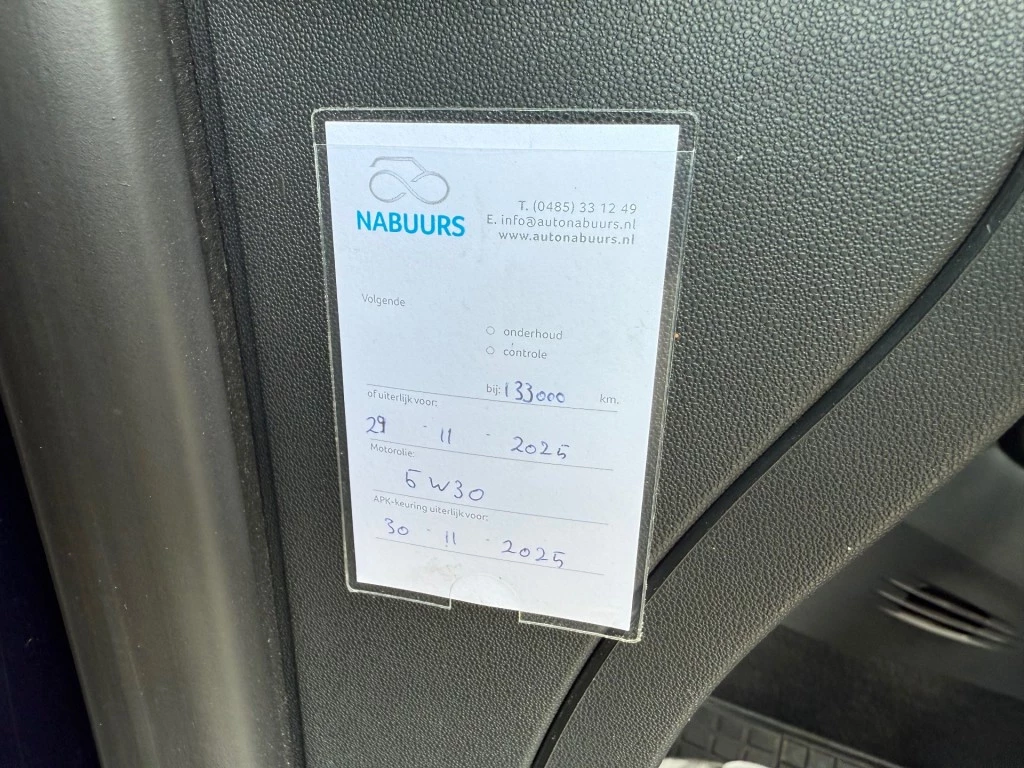 NABUURS
T. (0485) 33 12 49
E. info@autonabuurs.nl
www.autonabuurs.nl
Volgende
onderhoud
controle
bij: 133000 km.
of uiterlijk voor:
29 - 11 - 2025
Motorolie:
5W30
APK-keuring uiterlijk voor:
30 - 11 - 2025